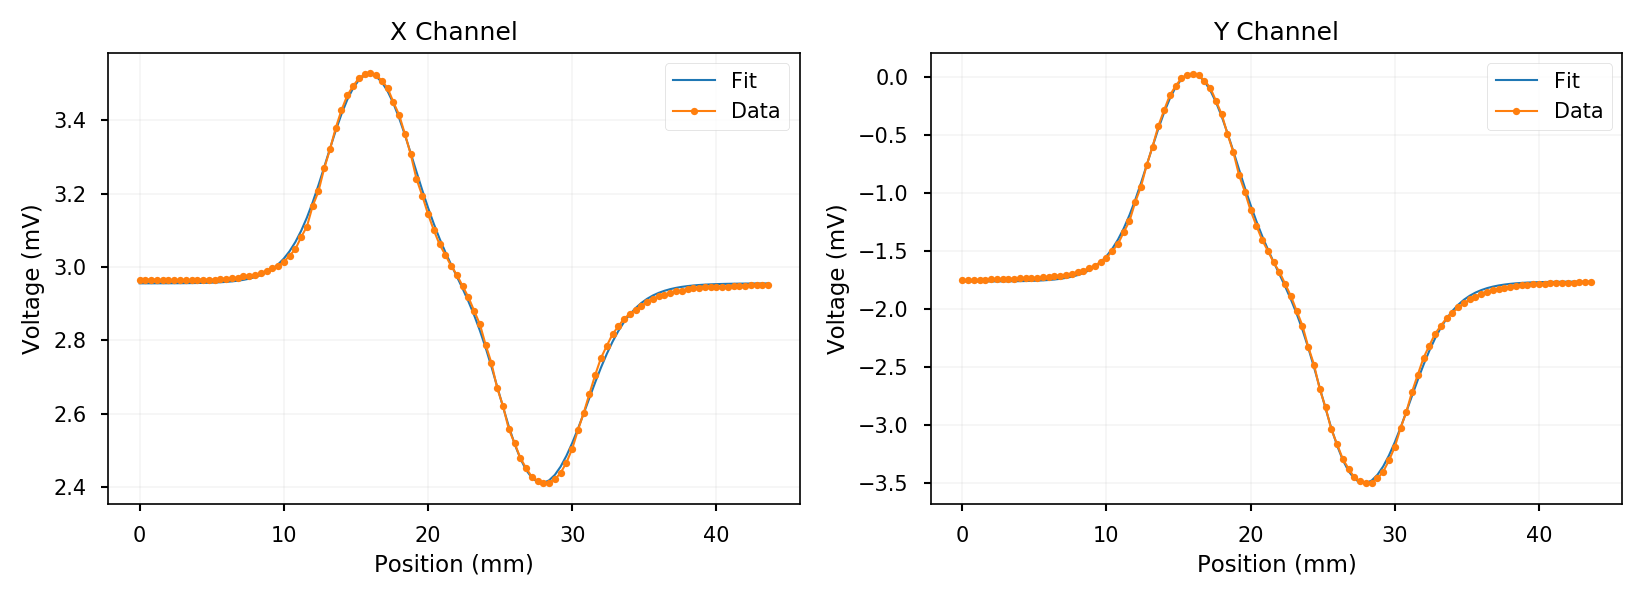 X Channel
Voltage (mV)
3.4
3.2
3.0
2.8
2.6
2.4
0 10 20 30 40
Position (mm)
Fit
Data
Y Channel
Voltage (mV)
0.0
−0.5
−1.0
−1.5
−2.0
−2.5
−3.0
−3.5
0 10 20 30 40
Position (mm)
Fit
Data